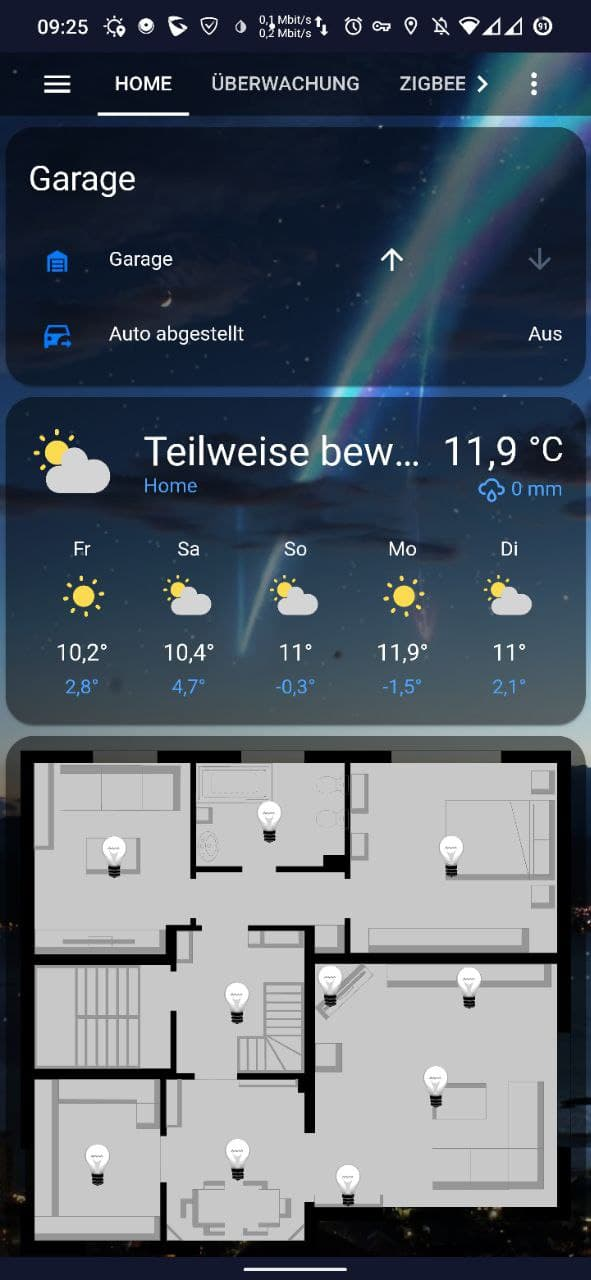 09:25
0,1 Mbit/s
0,2 Mbit/s
91
HOME ÜBERWACHUNG ZIGBEE
Garage
Garage
Auto abgestellt Aus
Teilweise bew... 11,9 °C
Home 0 mm
Fr Sa So Mo Di
10,2° 10,4° 11° 11,9° 11°
2,8° 4,7° -0,3° -1,5° 2,1°